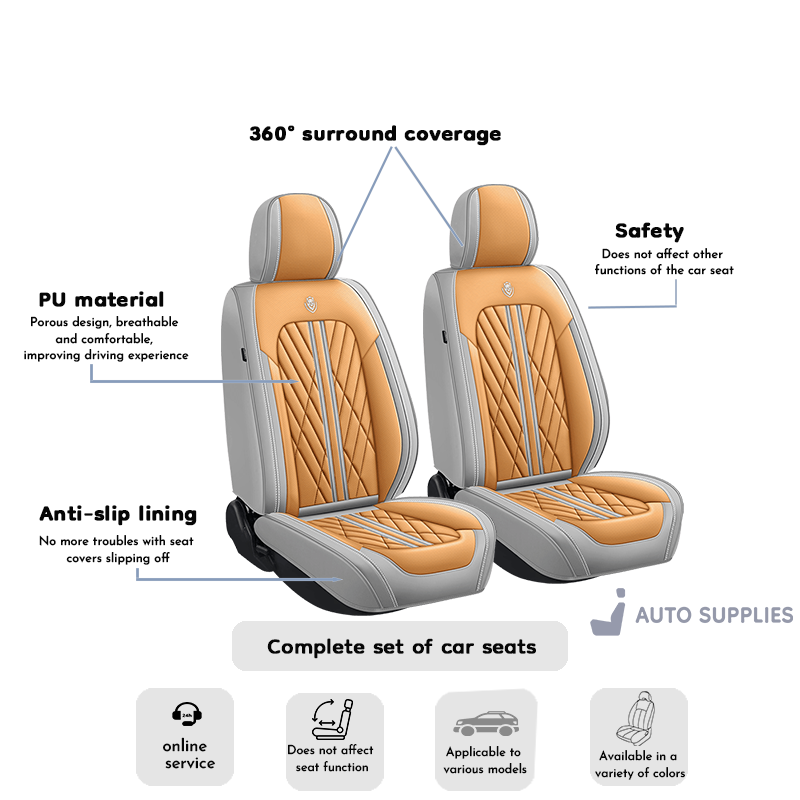 360° surround coverage
Safety
Does not affect other
functions of the car seat
PU material
Porous design, breathable
and comfortable,
improving driving experience
Anti-slip lining
No more troubles with seat
covers slipping off
AUTO SUPPLIES
Complete set of car seats
24h
online
service
Does not affect
seat function
Applicable to
various models
Available in a
variety of colors